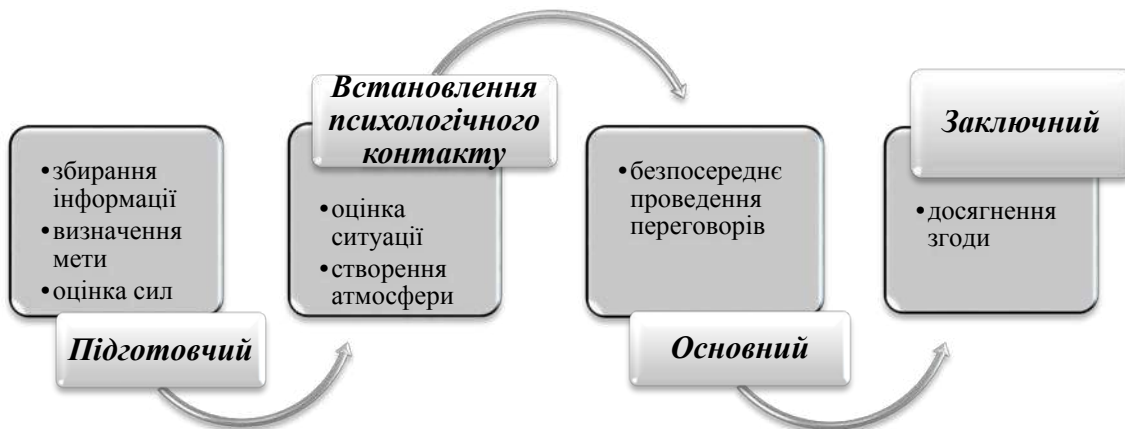 •збирання
інформації
•визначення
мети
•оцінка сил
Підготовчий
Встановлення
психологічного
контакту
•оцінка
ситуації
•створення
атмосфери
•безпосереднє
проведення
переговорів
Основний
Заключний
•досягнення
згоди